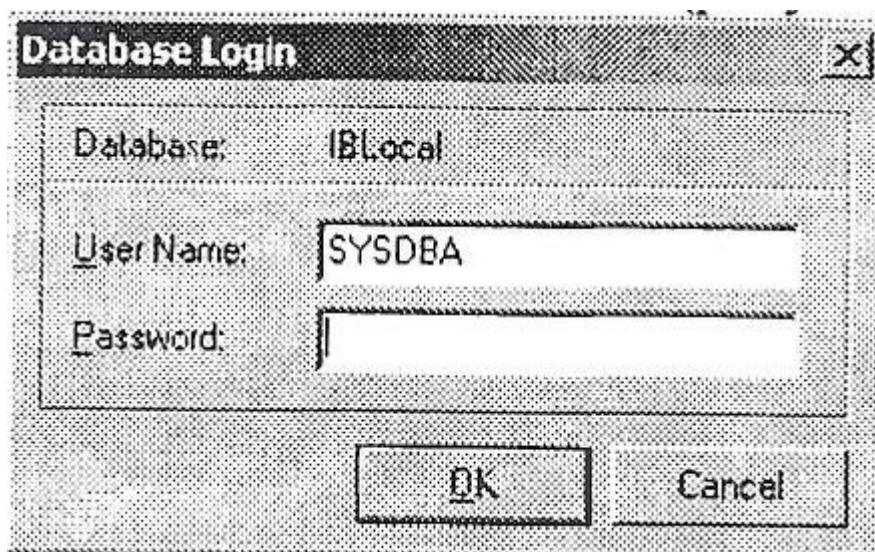 Database Login
Database: IBLocal
User Name: SYSDBA
Password:
OK Cancel